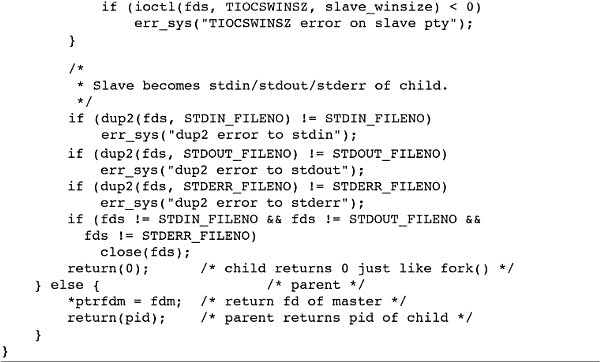 if (ioctl(fds, TIOCSWINSZ, slave_winsize) < 0)
                err_sys("TIOCSWINSZ error on slave pty");
        }
        /*
         * Slave becomes stdin/stdout/stderr of child.
         */
        if (dup2(fds, STDIN_FILENO) != STDIN_FILENO)
            err_sys("dup2 error to stdin");
        if (dup2(fds, STDOUT_FILENO) != STDOUT_FILENO)
            err_sys("dup2 error to stdout");
        if (dup2(fds, STDERR_FILENO) != STDERR_FILENO)
            err_sys("dup2 error to stderr");
        if (fds != STDIN_FILENO && fds != STDOUT_FILENO &&
          fds != STDERR_FILENO)
            close(fds);
        return(0);      /* child returns 0 just like fork() */
    } else {                    /* parent */
        *ptrfdm = fdm;  /* return fd of master */
        return(pid);    /* parent returns pid of child */
    }
}